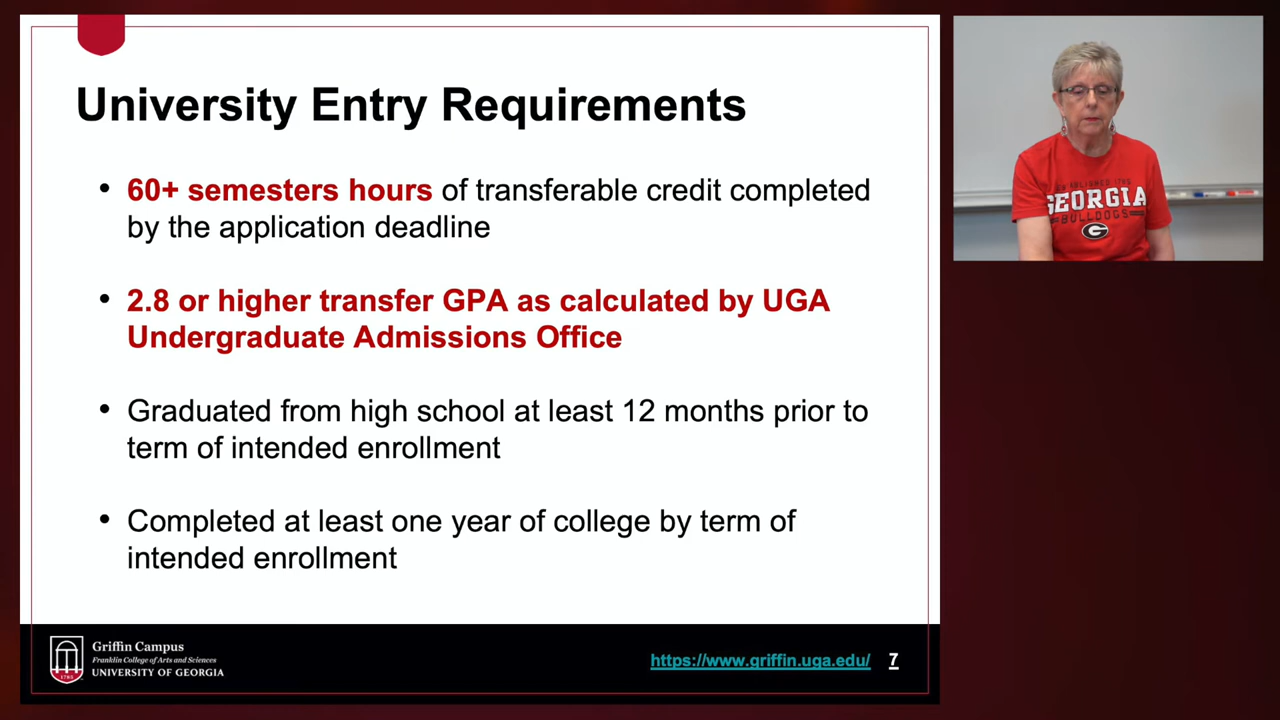 University Entry Requirements
• 60+ semesters hours of transferable credit completed
by the application deadline
• 2.8 or higher transfer GPA as calculated by UGA
Undergraduate Admissions Office
• Graduated from high school at least 12 months prior to
term of intended enrollment
• Completed at least one year of college by term of
intended enrollment
1785
Griffin Campus
Franklin College of Arts and Sciences
UNIVERSITY OF GEORGIA
https://www.griffin.uga.edu/ 7
GEORGIA
BULLDOGS
G